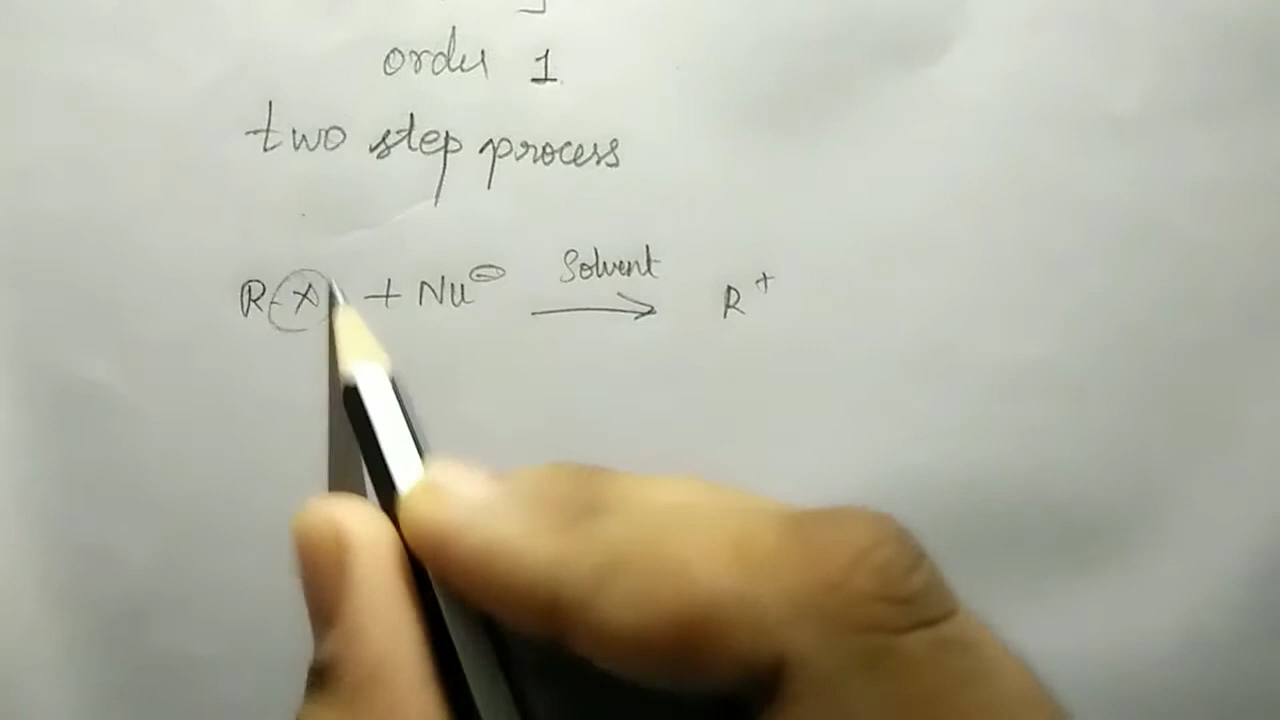 order 1
two step process
R-X + Nu⊖ Solvent → R+